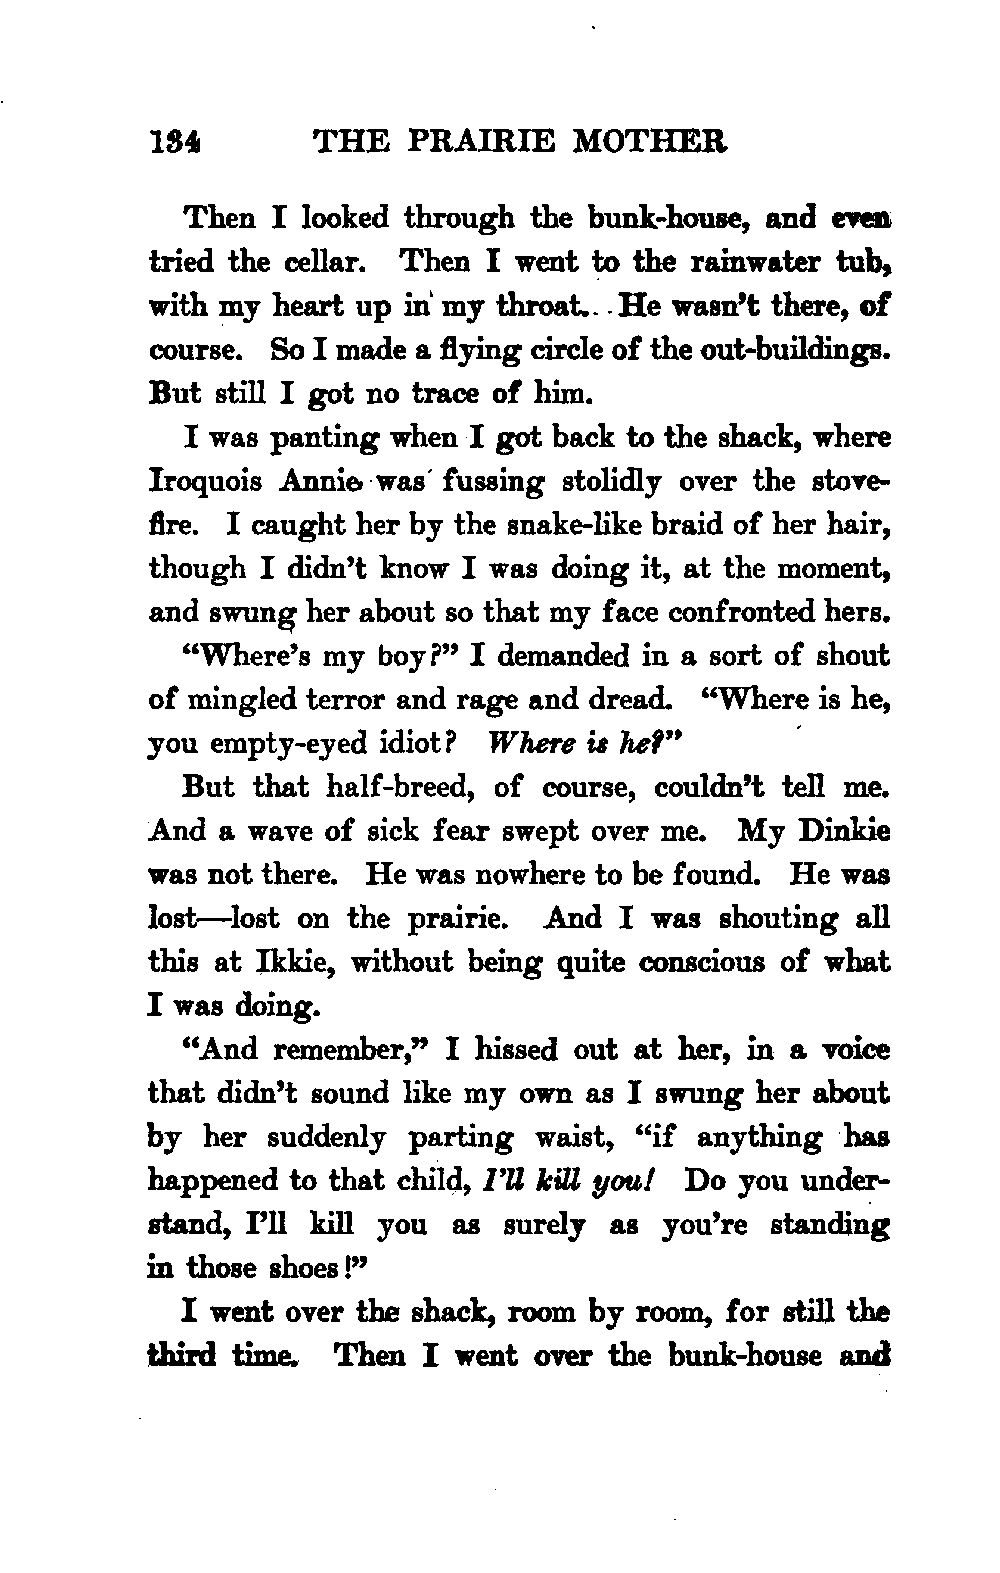 134 THE PRAIRIE MOTHER
Then I looked through the bunk-house, and even
tried the cellar. Then I went to the rainwater tub,
with my heart up in my throat. He wasn't there, of
course. So I made a flying circle of the out-buildings.
But still I got no trace of him.
I was panting when I got back to the shack, where
Iroquois Annie was fussing stolidly over the stove-
fire. I caught her by the snake-like braid of her hair,
though I didn't know I was doing it, at the moment,
and swung her about so that my face confronted hers.
"Where's my boy?" I demanded in a sort of shout
of mingled terror and rage and dread. "Where is he,
you empty-eyed idiot? Where is he?"
But that half-breed, of course, couldn't tell me.
And a wave of sick fear swept over me. My Dinkie
was not there. He was nowhere to be found. He was
lost—lost on the prairie. And I was shouting all
this at Ikkie, without being quite conscious of what
I was doing.
"And remember," I hissed out at her, in a voice
that didn't sound like my own as I swung her about
by her suddenly parting waist, "if anything has
happened to that child, I'll kill you! Do you under-
stand, I'll kill you as surely as you're standing
in those shoes!"
I went over the shack, room by room, for still the
third time. Then I went over the bunk-house and